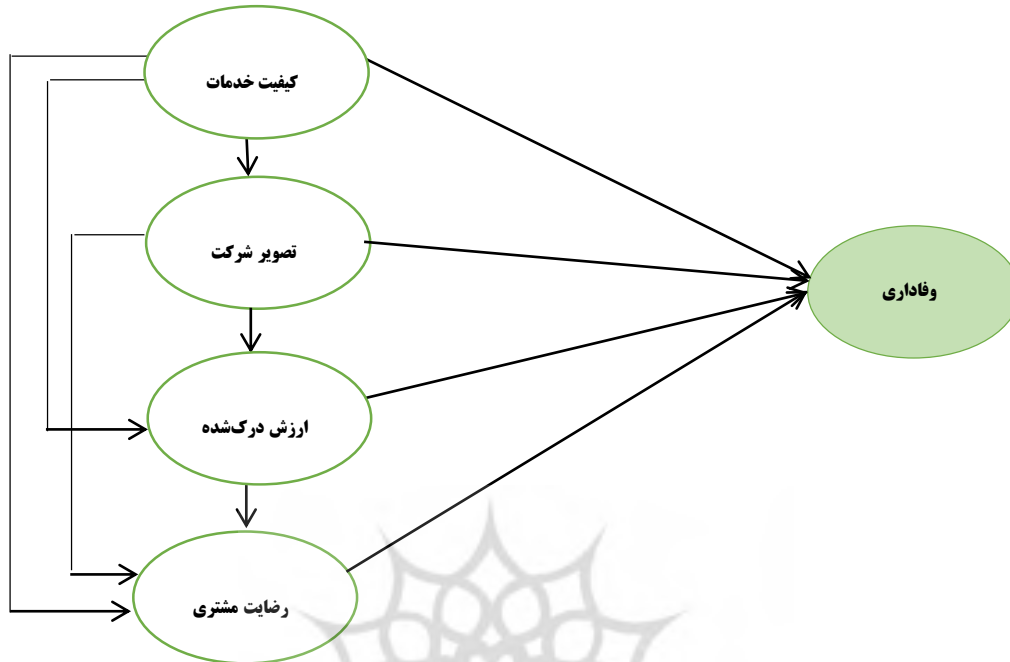 کیفیت خدمات
تصویر شرکت
وفاداری
ارزش درک‌شده
رضایت مشتری